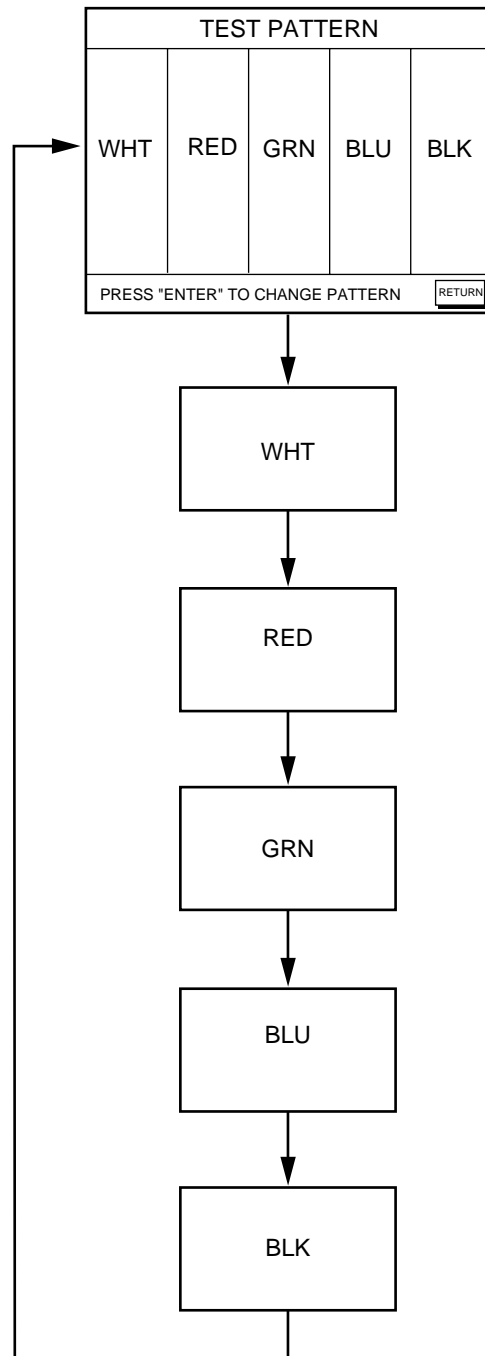 TEST PATTERN
WHT RED GRN BLU BLK
PRESS "ENTER" TO CHANGE PATTERN RETURN
WHT
RED
GRN
BLU
BLK